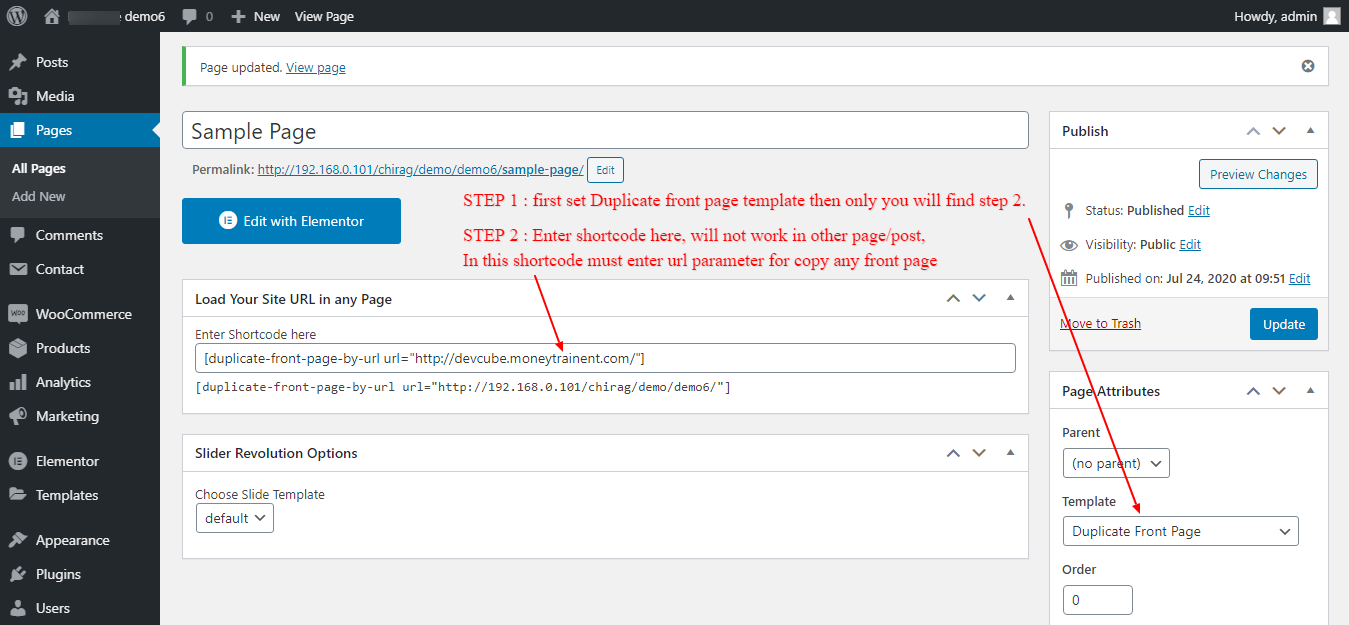 demo6 0 New View Page Howdy, admin
Posts
Media
Pages
All Pages
Add New
Comments
Contact
WooCommerce
Products
Analytics
Marketing
Elementor
Templates
Appearance
Plugins
Users
Page updated. View page
Sample Page
Permalink: http://192.168.0.101/chirag/demo/demo6/sample-page/ Edit
Edit with Elementor
STEP 1 : first set Duplicate front page template then only you will find step 2.
STEP 2 : Enter shortcode here, will not work in other page/post,
In this shortcode must enter url parameter for copy any front page
Load Your Site URL in any Page
Enter Shortcode here
[duplicate-front-page-by-url url="http://devcube.moneytrainent.com/"]
[duplicate-front-page-by-url url="http://192.168.0.101/chirag/demo/demo6/"]
Slider Revolution Options
Choose Slide Template
default
Publish
Preview Changes
Status: Published Edit
Visibility: Public Edit
Published on: Jul 24, 2020 at 09:51 Edit
Move to Trash Update
Page Attributes
Parent
(no parent)
Template
Duplicate Front Page
Order
0